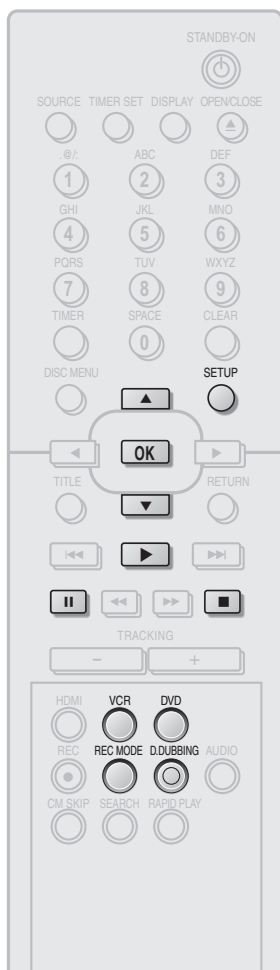 STANDBY-ON
SOURCE TIMER SET DISPLAY OPEN/CLOSE
.@/: ABC DEF
1 2 3
GHI JKL MNO
4 5 6
PQRS TUV WXYZ
7 8 9
TIMER SPACE CLEAR
0
DISC MENU SETUP
OK
TITLE RETURN
TRACKING
– +
HDMI VCR DVD
REC REC MODE D.DUBBING AUDIO
CM SKIP SEARCH RAPID PLAY